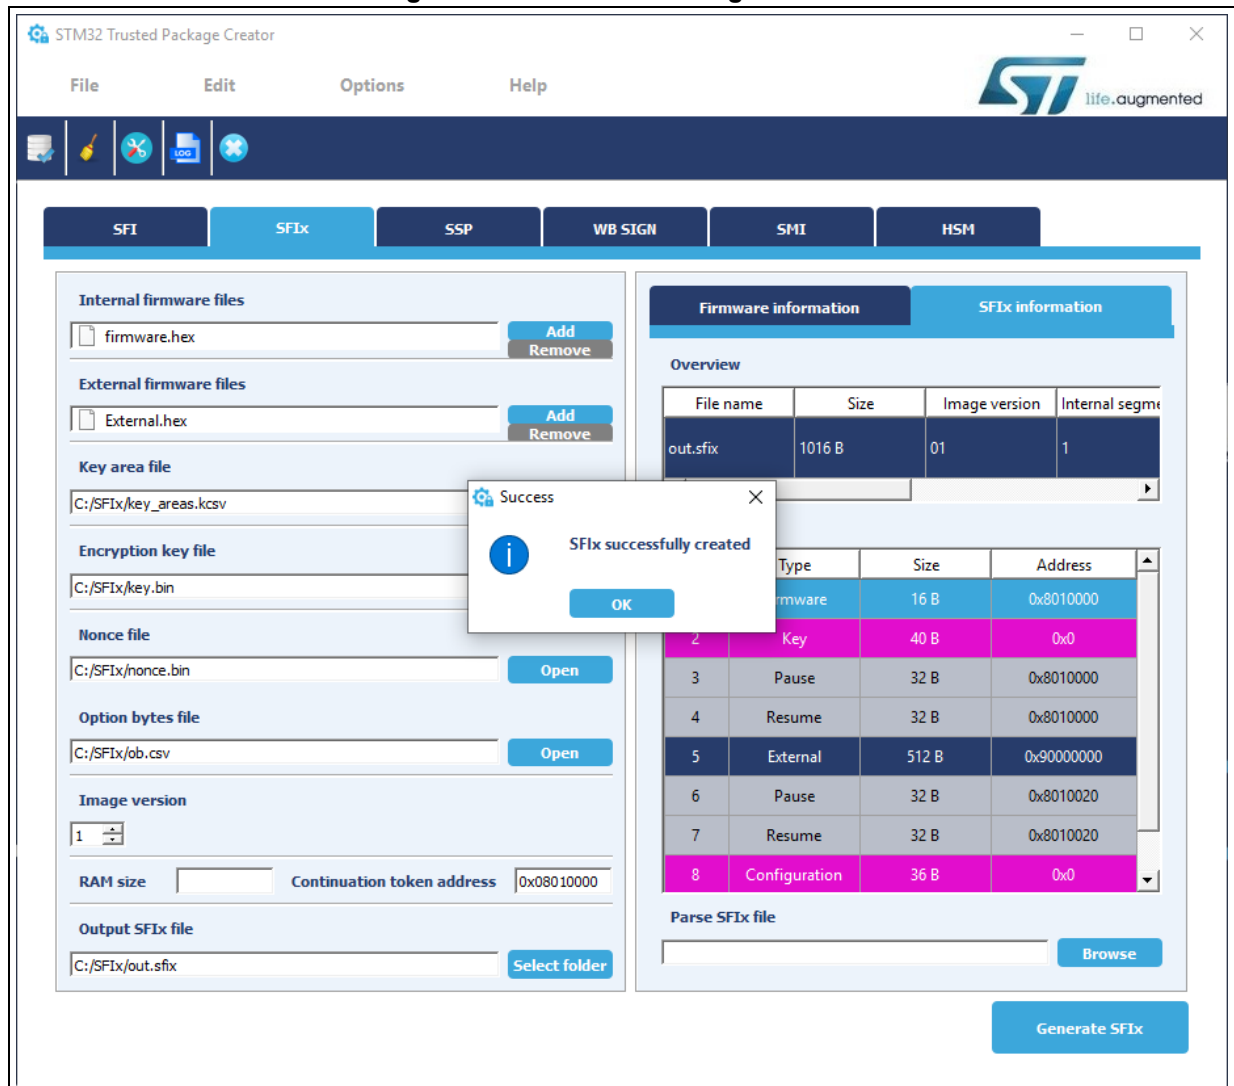 STM32 Trusted Package Creator
File Edit Options Help
ST life.augmented
LOG
SFI SFIx SSP WB SIGN SMI HSM
Internal firmware files
firmware.hex
Add
Remove
External firmware files
External.hex
Add
Remove
Key area file
C:/SFIx/key_areas.kcsv
Encryption key file
C:/SFIx/key.bin
Nonce file
C:/SFIx/nonce.bin Open
Option bytes file
C:/SFIx/ob.csv Open
Image version
1
RAM size Continuation token address 0x08010000
Output SFIx file
C:/SFIx/out.sfix Select folder
Firmware information SFIx information
Overview
File name Size Image version Internal segme
out.sfix 1016 B 01 1
Success
SFIx successfully created
OK
Type Size Address
rmware 16 B 0x8010000
2 Key 40 B 0x0
3 Pause 32 B 0x8010000
4 Resume 32 B 0x8010000
5 External 512 B 0x90000000
6 Pause 32 B 0x8010020
7 Resume 32 B 0x8010020
8 Configuration 36 B 0x0
Parse SFIx file
Browse
Generate SFIx